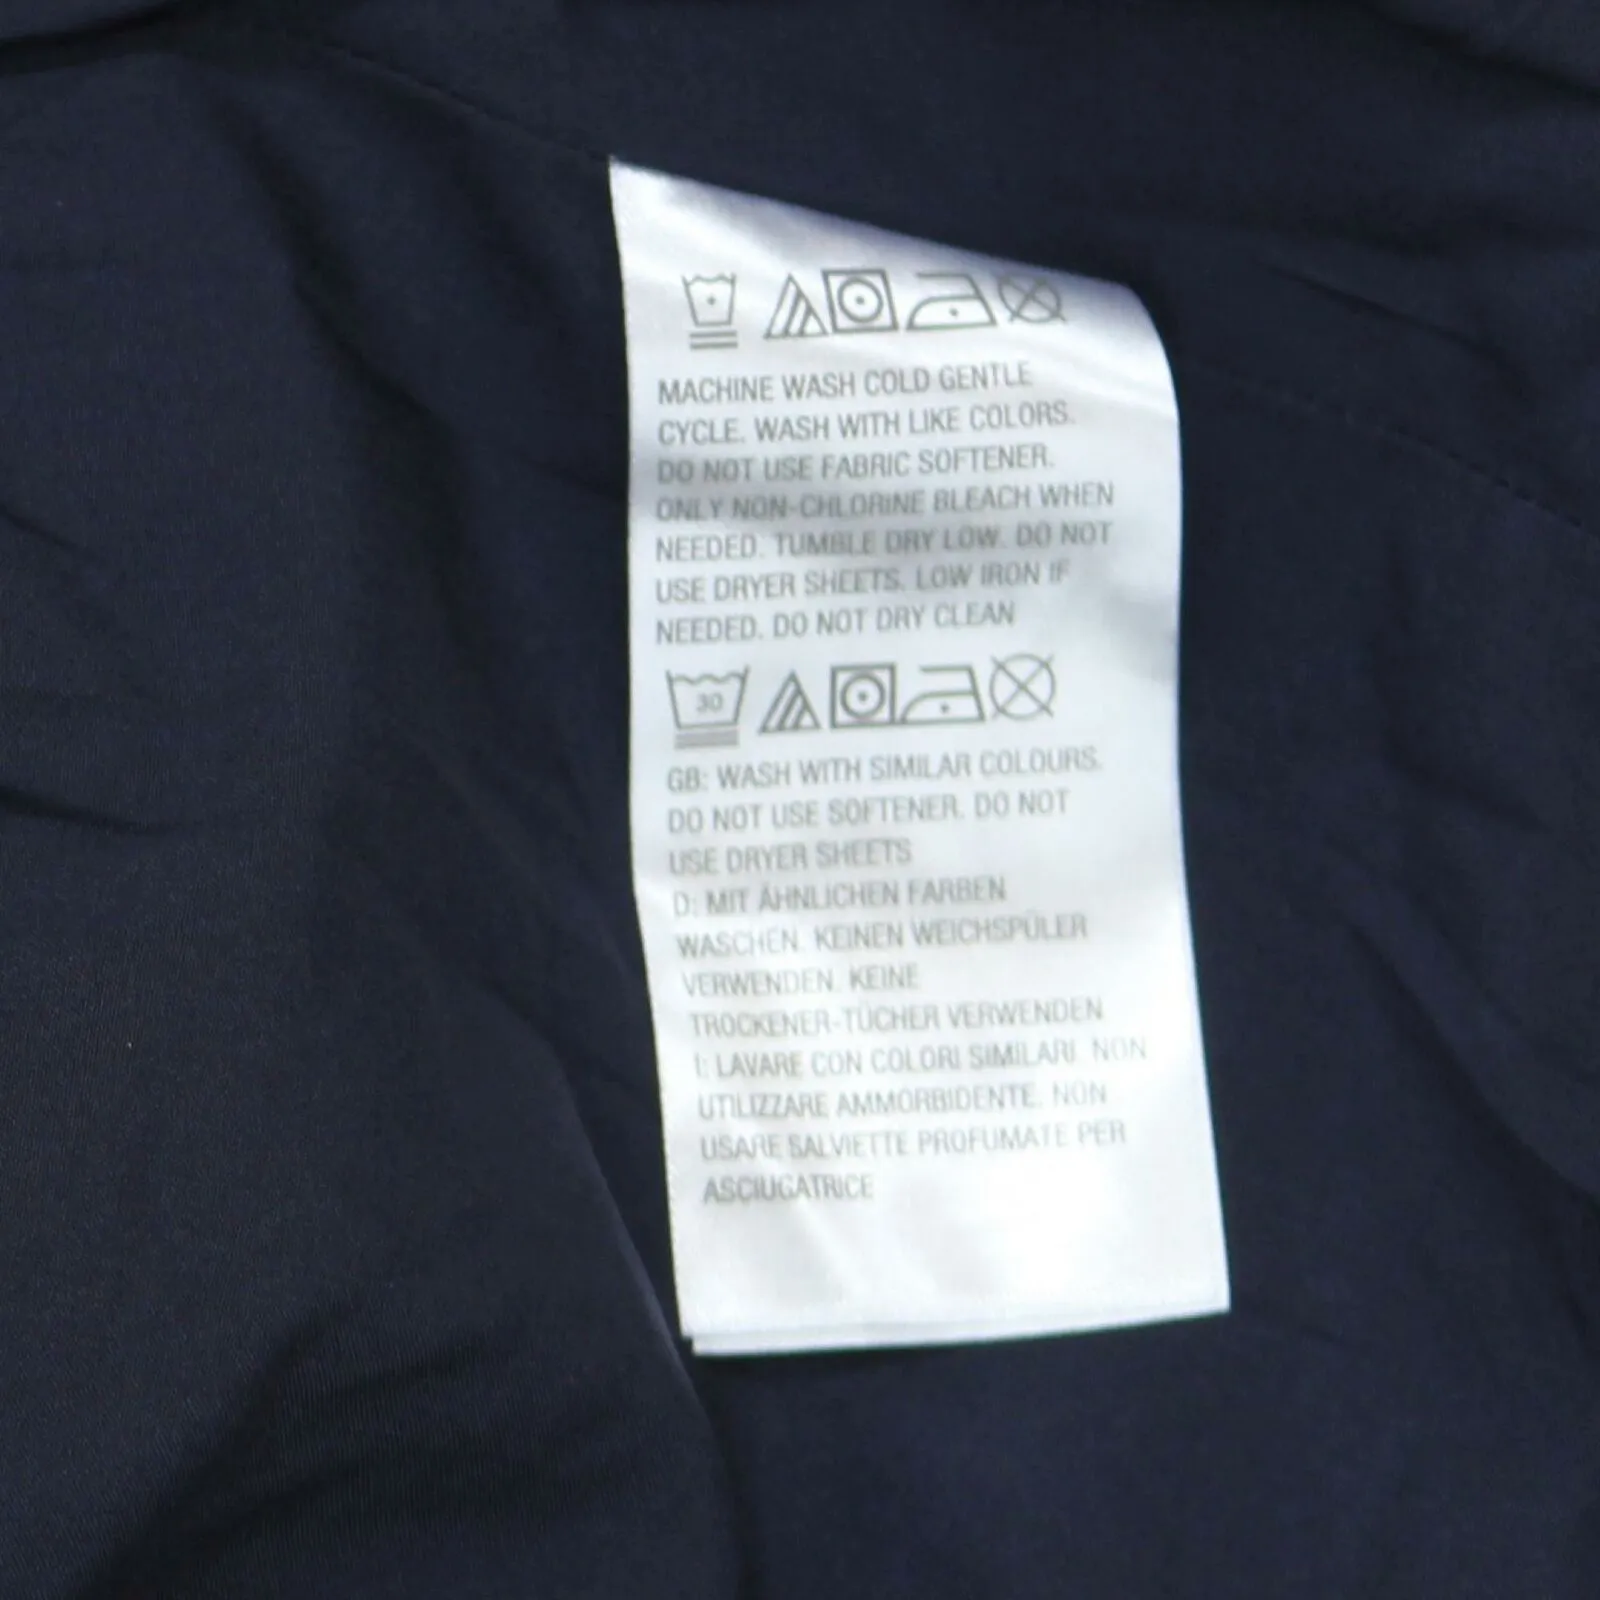 MACHINE WASH COLD GENTLE
CYCLE. WASH WITH LIKE COLORS.
DO NOT USE FABRIC SOFTENER.
ONLY NON-CHLORINE BLEACH WHEN
NEEDED. TUMBLE DRY LOW. DO NOT
USE DRYER SHEETS. LOW IRON IF
NEEDED. DO NOT DRY CLEAN
30
GB: WASH WITH SIMILAR COLOURS.
DO NOT USE SOFTENER. DO NOT
USE DRYER SHEETS
D: MIT ÄHNLICHEN FARBEN
WASCHEN. KEINEN WEICHSPÜLER
VERWENDEN. KEINE
TROCKENER-TÜCHER VERWENDEN
I: LAVARE CON COLORI SIMILARI. NON
UTILIZZARE AMMORBIDENTE. NON
USARE SALVIETTE PROFUMATE PER
ASCIUGATRICE